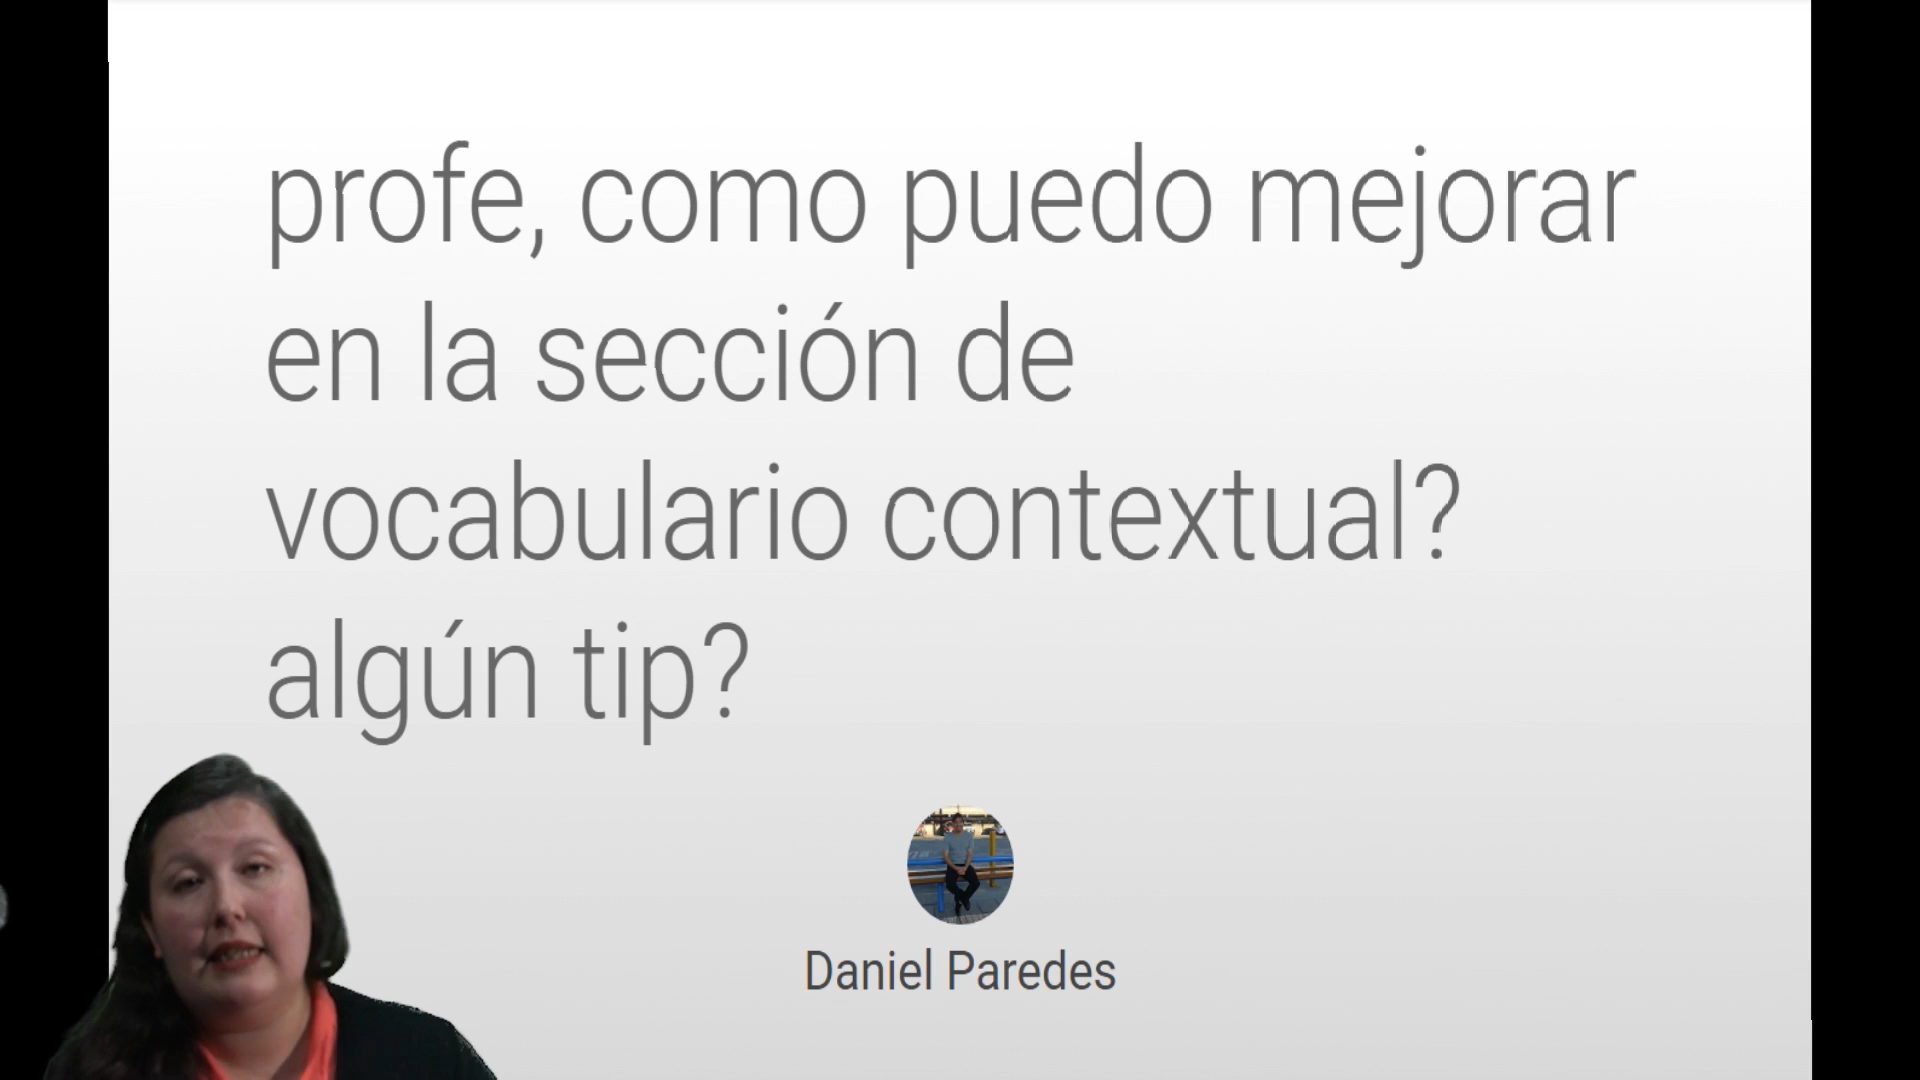 profe, como puedo mejorar
en la sección de
vocabulario contextual?
algún tip?
Daniel Paredes